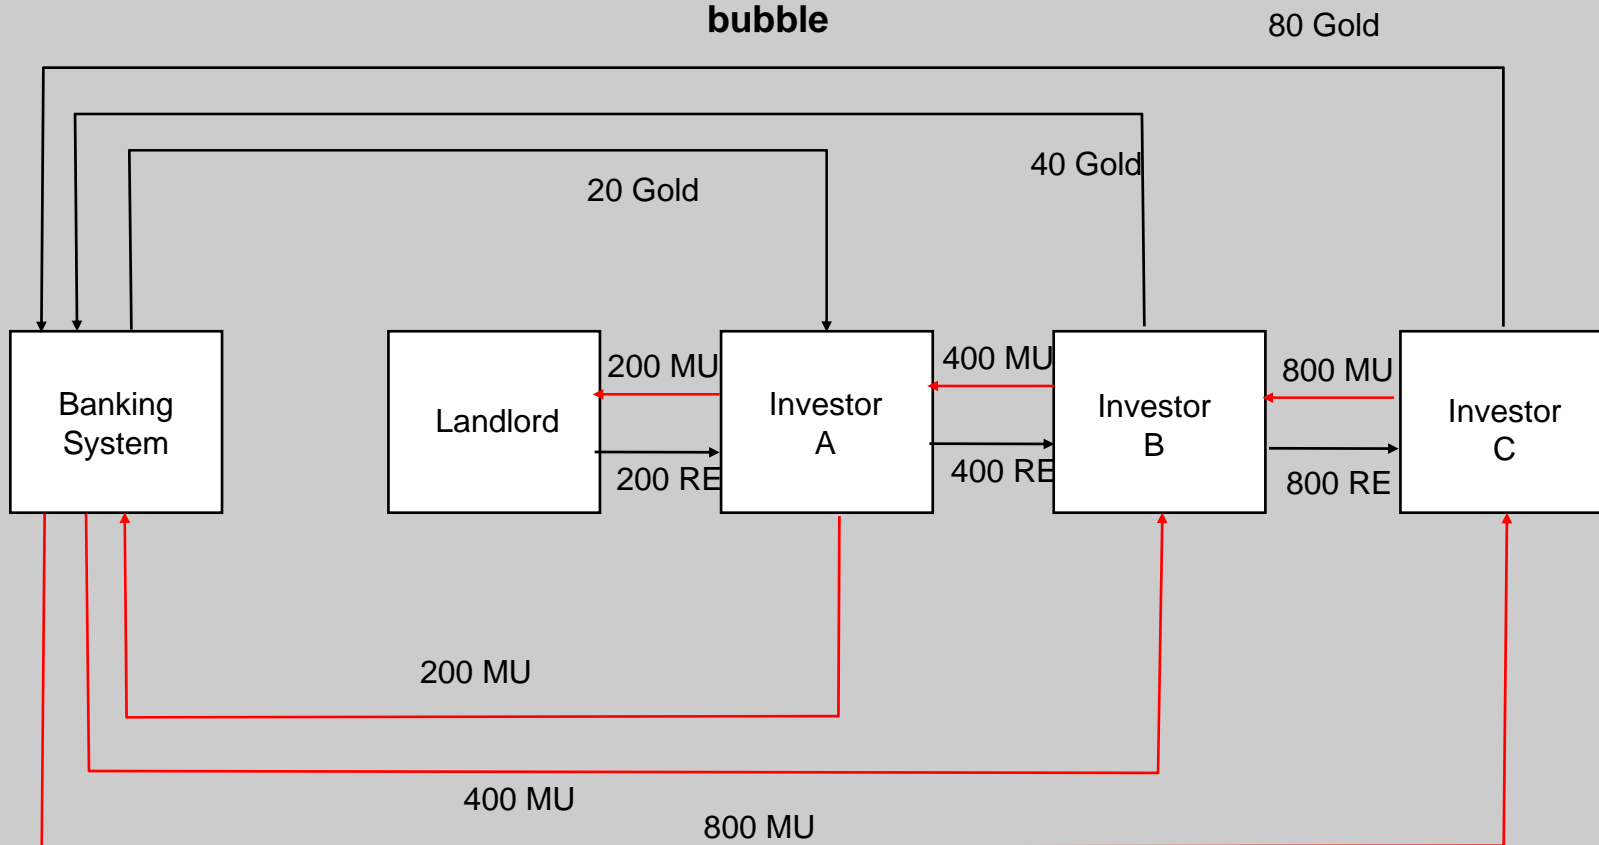 bubble
80 Gold
40 Gold
20 Gold
200 MU
400 MU
800 MU
Banking
System
Landlord
Investor
A
Investor
B
Investor
C
200 RE
400 RE
800 RE
200 MU
400 MU
800 MU